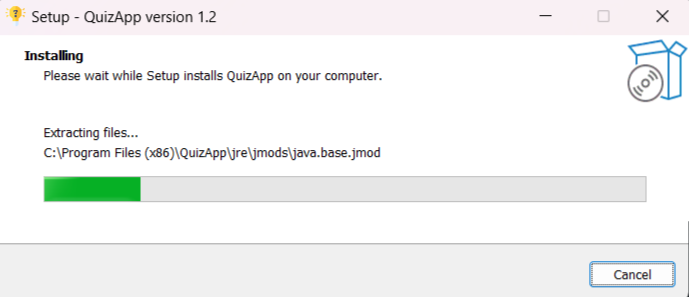 Setup - QuizApp version 1.2
Installing
Please wait while Setup installs QuizApp on your computer.
Extracting files...
C:\Program Files (x86)\QuizApp\jre\jmods\java.base.jmod
Cancel